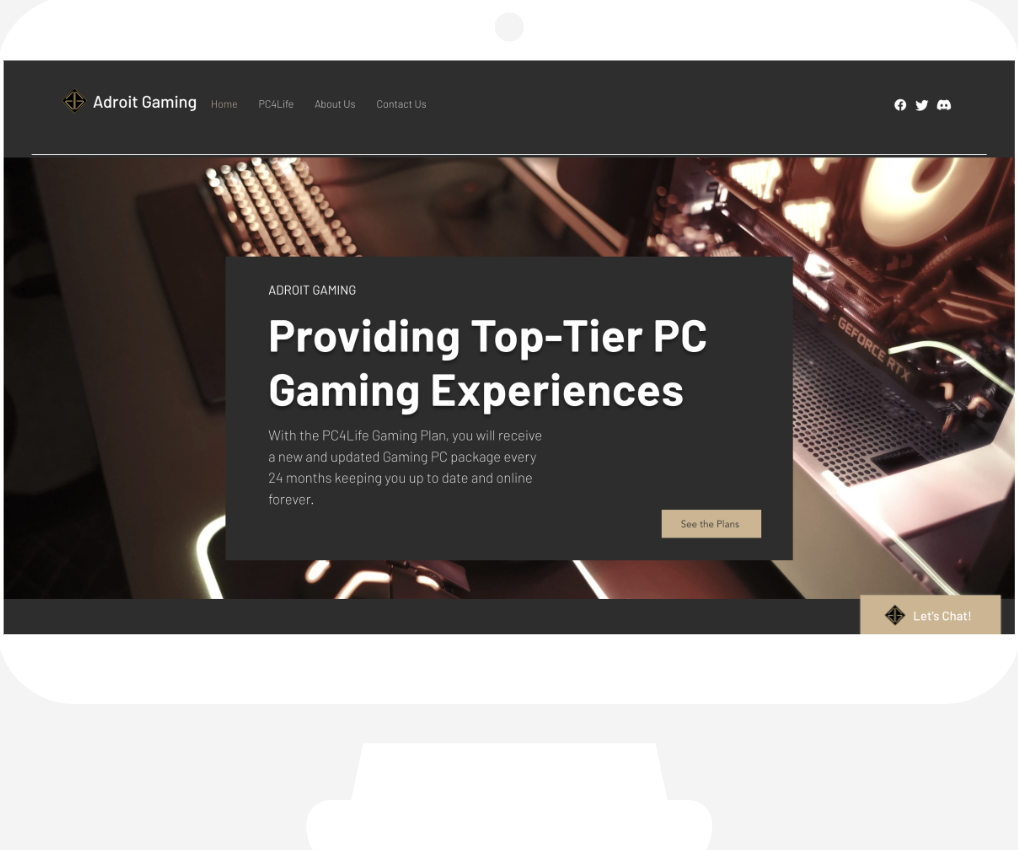 Adroit Gaming
Home
PC4Life
About Us
Contact Us
ADROIT GAMING
Providing Top-Tier PC
Gaming Experiences
With the PC4Life Gaming Plan, you will receive
a new and updated Gaming PC package every
24 months keeping you up to date and online
forever.
See the Plans
GEFORCE RTX
Let's Chat!